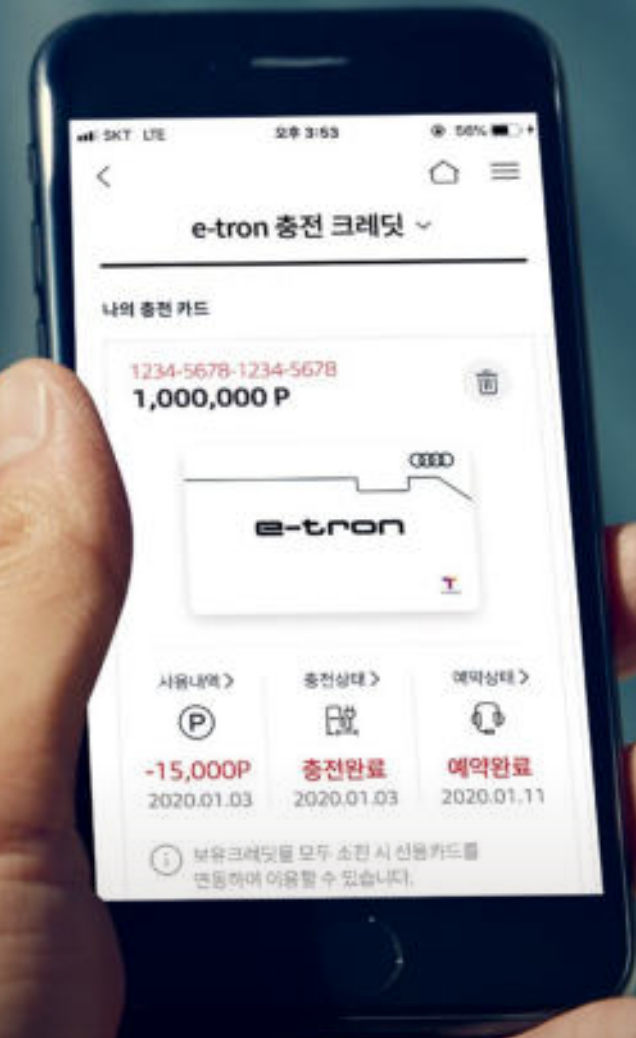 SKT LTE 오후 3:53 56%
e-tron 충전 크레딧
나의 충전 카드
1234-5678-1234-5678
1,000,000 P
e-tron
T
사용내역 > 충전상태 > 예약상태 >
P
-15,000P 충전완료 예약완료
2020.01.03 2020.01.03 2020.01.11
보유크레딧을 모두 소진 시 신용카드를
연동하여 이용할 수 있습니다.